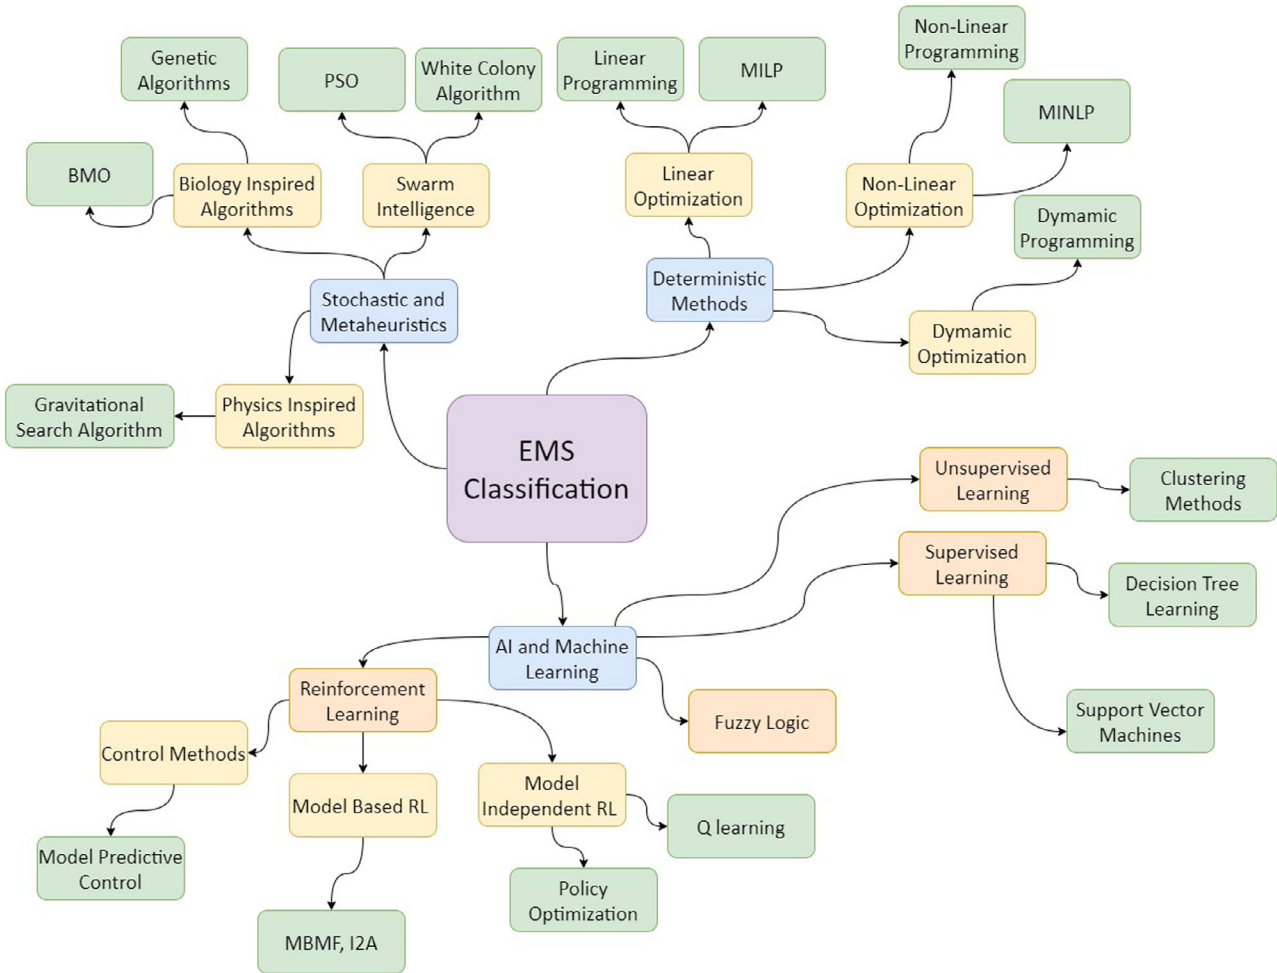 Genetic
Algorithms
PSO
White Colony
Algorithm
Linear
Programming
MILP
Non-Linear
Programming
MINLP
BMO
Biology Inspired
Algorithms
Swarm
Intelligence
Linear
Optimization
Non-Linear
Optimization
Dymamic
Programming
Stochastic and
Metaheuristics
Deterministic
Methods
Dymamic
Optimization
Gravitational
Search Algorithm
Physics Inspired
Algorithms
EMS
Classification
Unsupervised
Learning
Clustering
Methods
Supervised
Learning
Decision Tree
Learning
AI and Machine
Learning
Reinforcement
Learning
Fuzzy Logic
Support Vector
Machines
Control Methods
Model Based RL
Model
Independent RL
Q learning
Model Predictive
Control
Policy
Optimization
MBMF, I2A